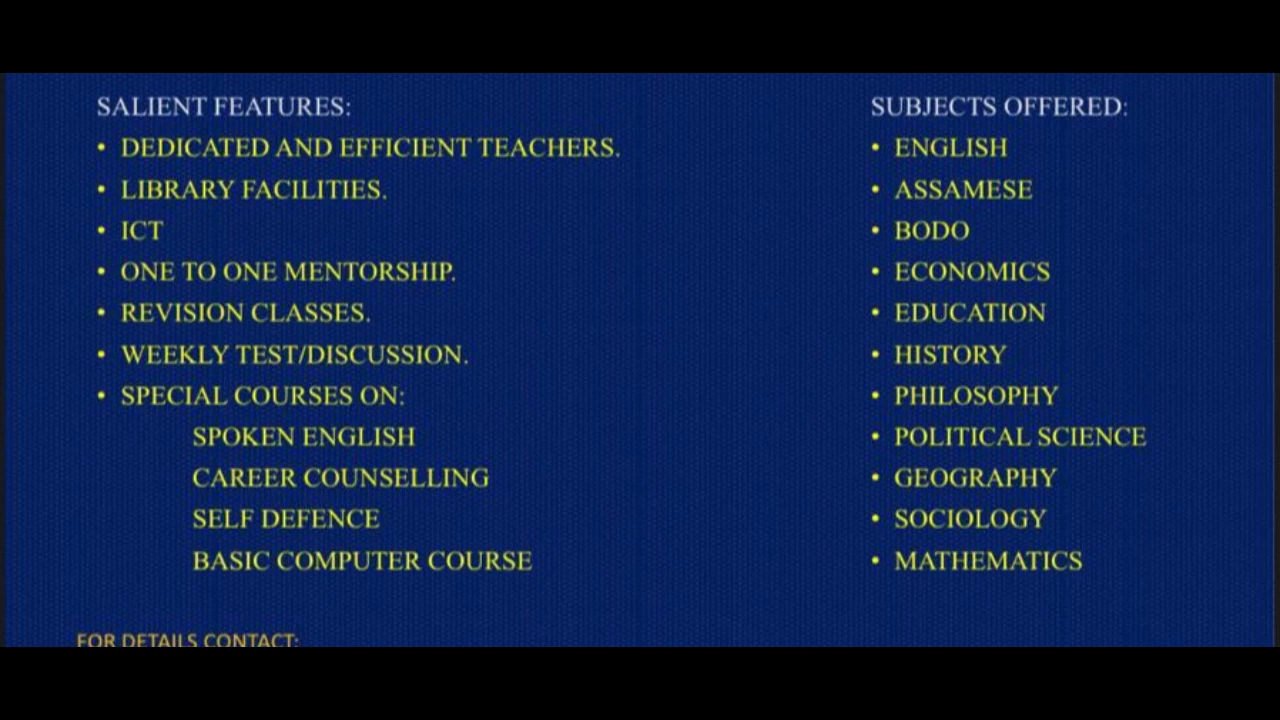 SALIENT FEATURES:
• DEDICATED AND EFFICIENT TEACHERS.
• LIBRARY FACILITIES.
• ICT
• ONE TO ONE MENTORSHIP.
• REVISION CLASSES.
• WEEKLY TEST/DISCUSSION.
• SPECIAL COURSES ON:
SPOKEN ENGLISH
CAREER COUNSELLING
SELF DEFENCE
BASIC COMPUTER COURSE
SUBJECTS OFFERED:
• ENGLISH
• ASSAMESE
• BODO
• ECONOMICS
• EDUCATION
• HISTORY
• PHILOSOPHY
• POLITICAL SCIENCE
• GEOGRAPHY
• SOCIOLOGY
• MATHEMATICS
FOR DETAILS CONTACT: